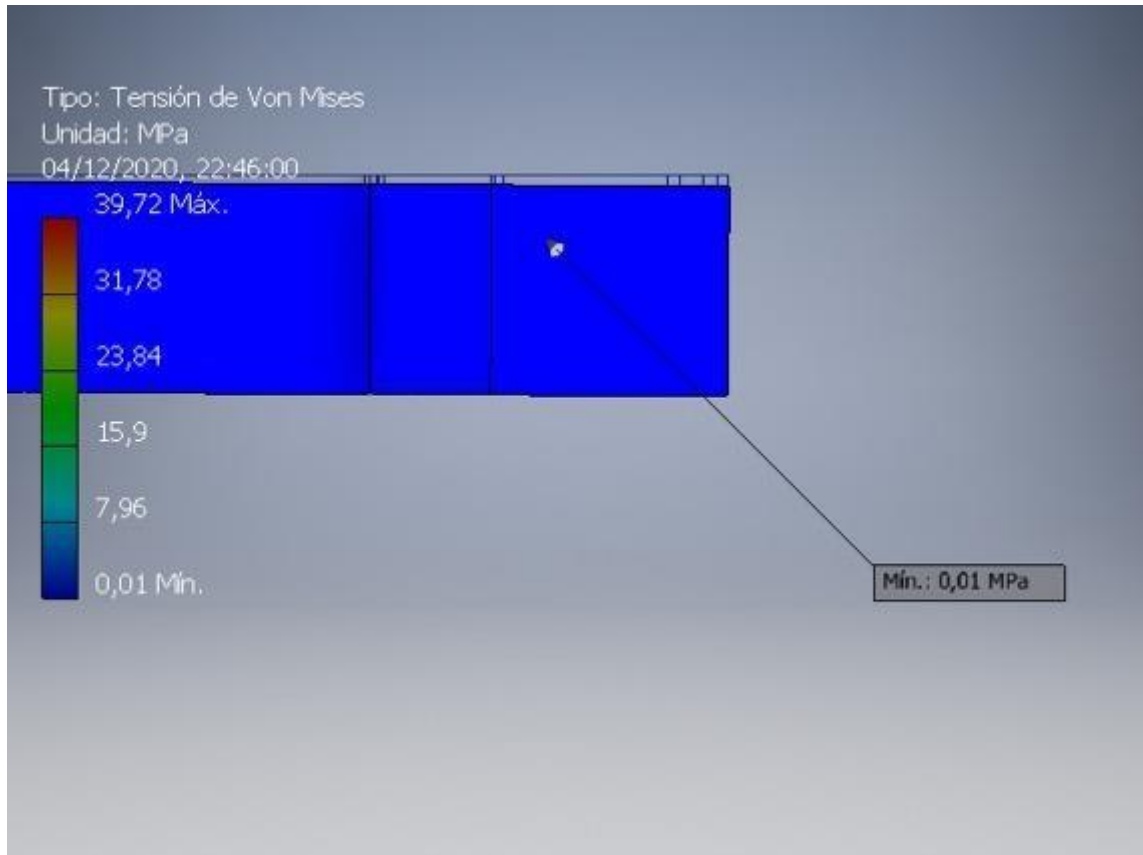 Tipo: Tensión de Von Mises
Unidad: MPa
04/12/2020, 22:46:00
39,72 Máx.
31,78
23,84
15,9
7,96
0,01 Mín.
Mín.: 0,01 MPa